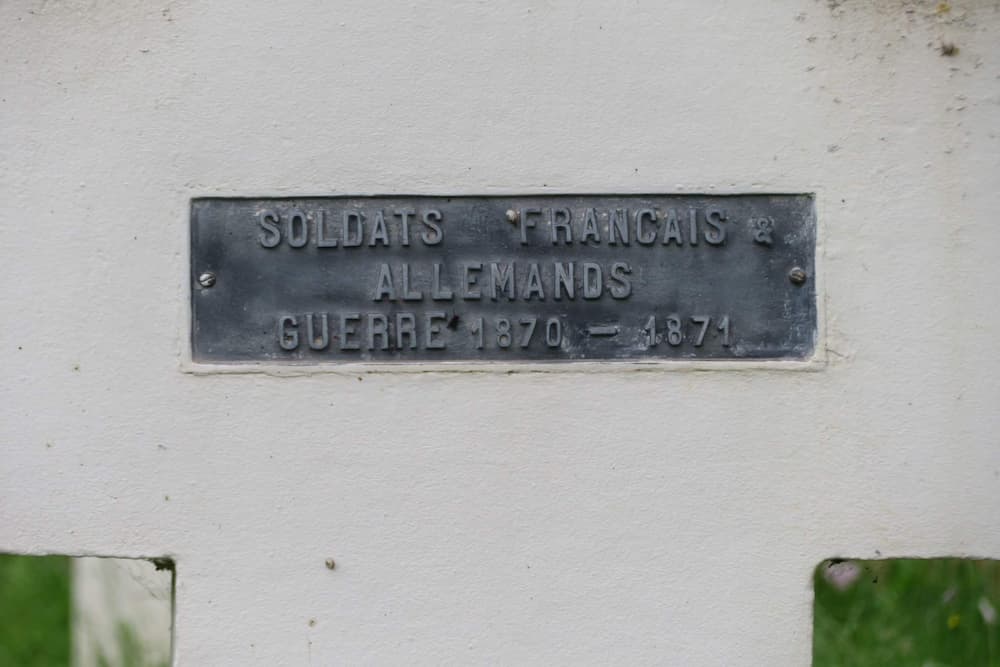 SOLDATS FRANCAIS &
ALLEMANDS
GUERRE 1870 - 1871